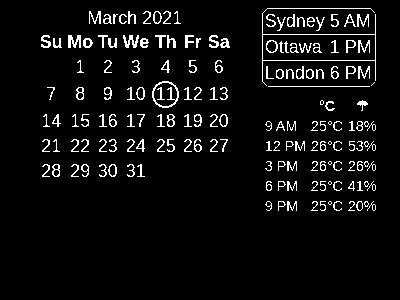 March 2021
Su Mo Tu We Th Fr Sa
1 2 3 4 5 6
7 8 9 10 11 12 13
14 15 16 17 18 19 20
21 22 23 24 25 26 27
28 29 30 31
Sydney 5 AM
Ottawa 1 PM
London 6 PM
°C
9 AM 25°C 18%
12 PM 26°C 53%
3 PM 26°C 26%
6 PM 25°C 41%
9 PM 25°C 20%